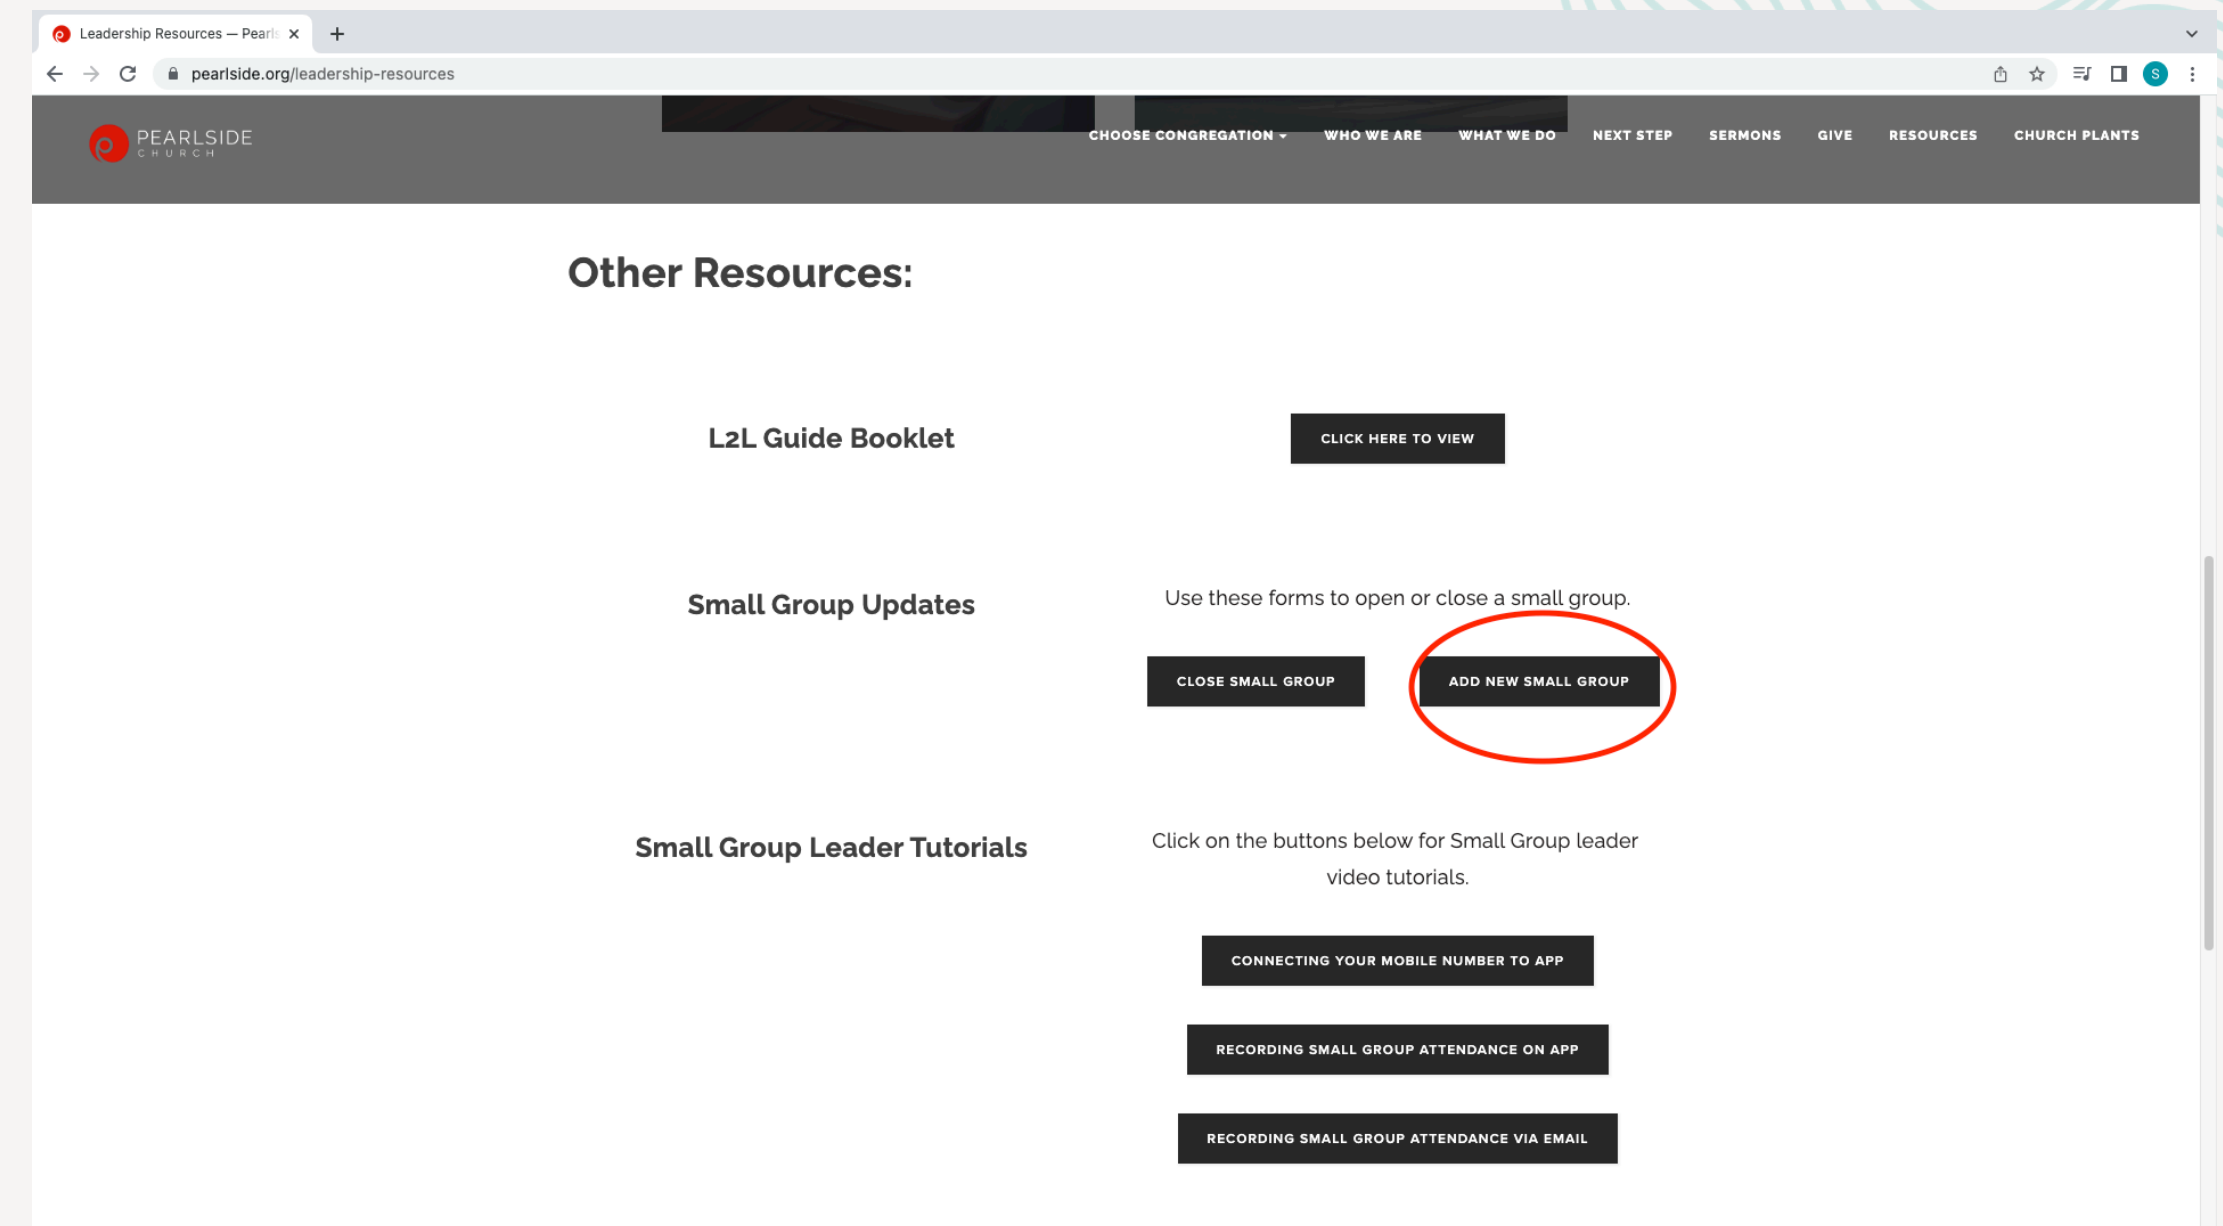 Leadership Resources — Pearls
pearlside.org/leadership-resources
S
PEARLSIDE
CHURCH
CHOOSE CONGREGATION
WHO WE ARE
WHAT WE DO
NEXT STEP
SERMONS
GIVE
RESOURCES
CHURCH PLANTS
Other Resources:
L2L Guide Booklet
CLICK HERE TO VIEW
Small Group Updates
Use these forms to open or close a small group.
CLOSE SMALL GROUP
ADD NEW SMALL GROUP
Small Group Leader Tutorials
Click on the buttons below for Small Group leader
video tutorials.
CONNECTING YOUR MOBILE NUMBER TO APP
RECORDING SMALL GROUP ATTENDANCE ON APP
RECORDING SMALL GROUP ATTENDANCE VIA EMAIL